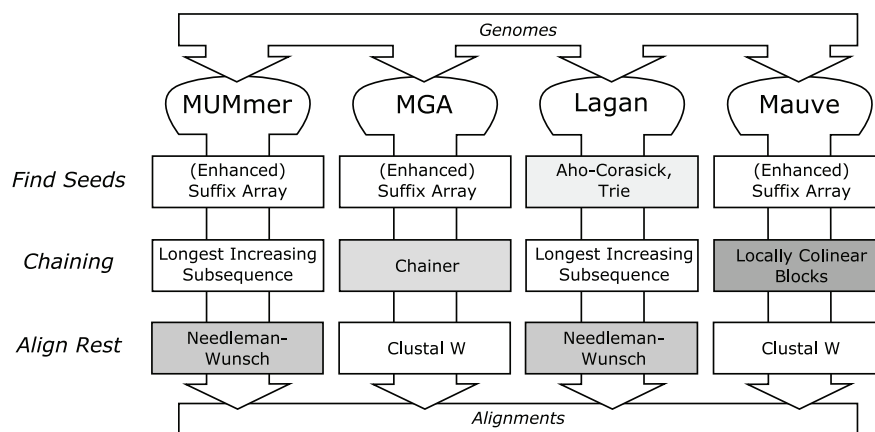 Genomes
MUMmer
MGA
Lagan
Mauve
Find Seeds
(Enhanced)
Suffix Array
(Enhanced)
Suffix Array
Aho-Corasick,
Trie
(Enhanced)
Suffix Array
Chaining
Longest Increasing
Subsequence
Chainer
Longest Increasing
Subsequence
Locally Colinear
Blocks
Align Rest
Needleman-
Wunsch
Clustal W
Needleman-
Wunsch
Clustal W
Alignments